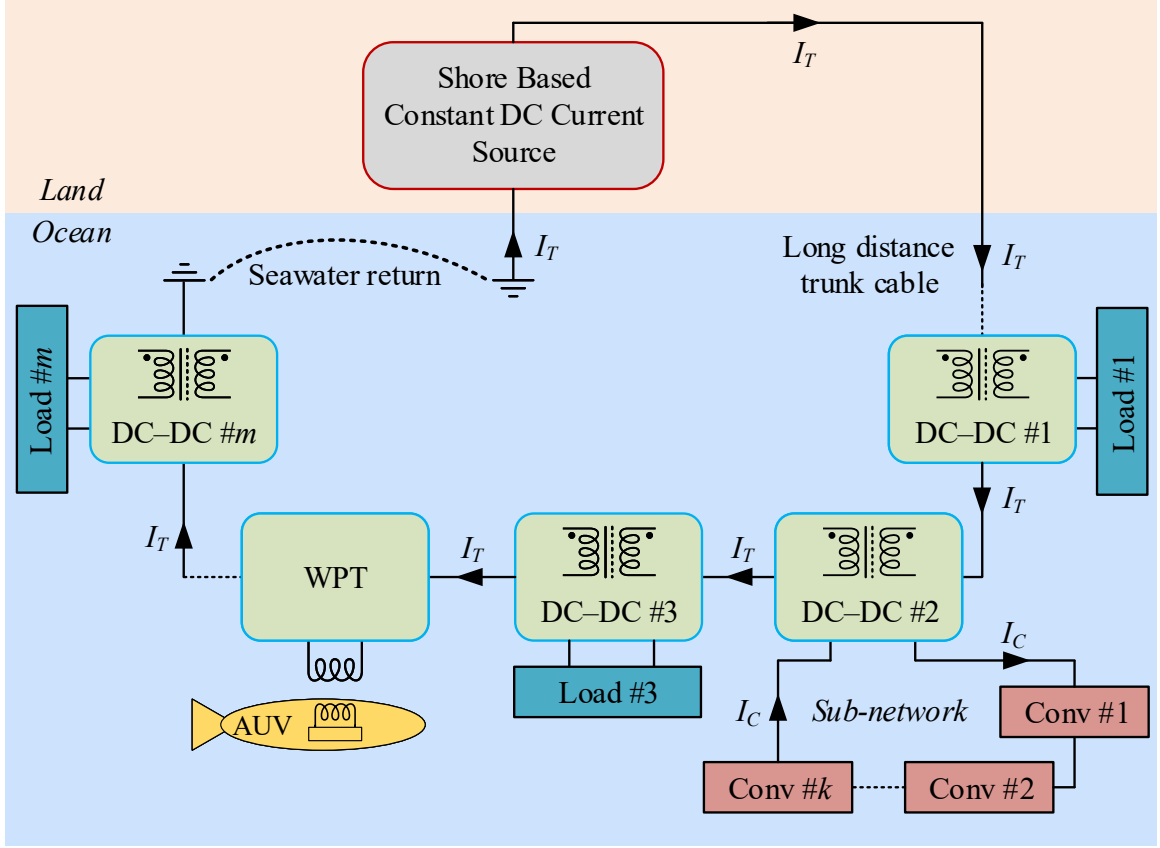 I_T
Shore Based
Constant DC Current
Source
Land
Ocean
I_T
Seawater return
Long distance
trunk cable
I_T
Load #m
DC–DC #m
DC–DC #1
Load #1
I_T
I_T
WPT
I_T
DC–DC #3
I_T
DC–DC #2
I_C
Load #3
AUV
I_C
Sub-network
Conv #1
Conv #k
Conv #2